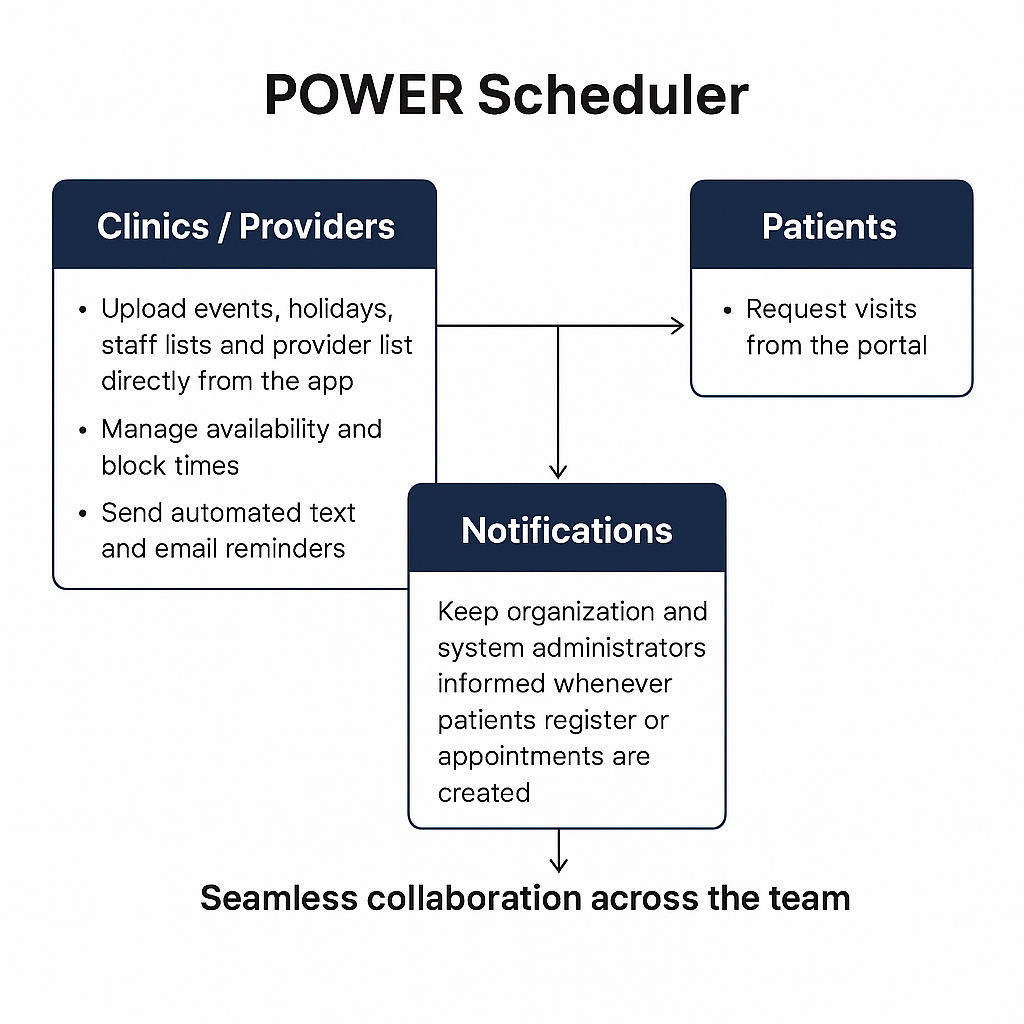 POWER Scheduler
Clinics / Providers
• Upload events, holidays,
staff lists and provider list
directly from the app
• Manage availability and
block times
• Send automated text
and email reminders
Patients
• Request visits
from the portal
Notifications
Keep organization and
system administrators
informed whenever
patients register or
appointments are
created
Seamless collaboration across the team